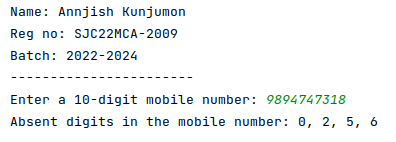 Name: Annjish Kunjumon
Reg no: SJC22MCA-2009
Batch: 2022-2024
-----------------------
Enter a 10-digit mobile number: 9894747318
Absent digits in the mobile number: 0, 2, 5, 6